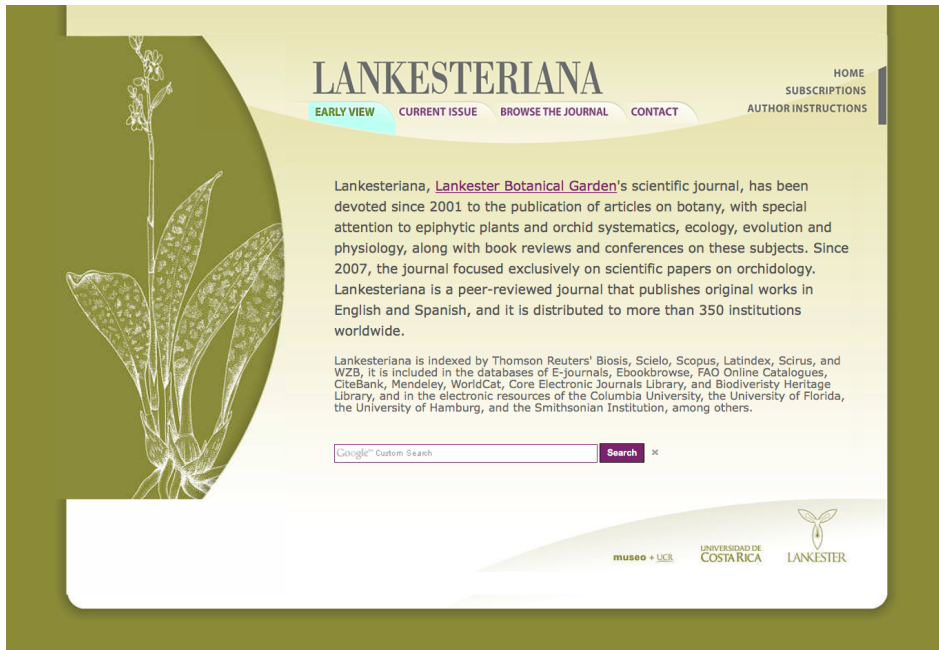 LANKESTERIANA
HOME
SUBSCRIPTIONS
AUTHOR INSTRUCTIONS
EARLY VIEW
CURRENT ISSUE
BROWSE THE JOURNAL
CONTACT
Lankesteriana, Lankester Botanical Garden's scientific journal, has been
devoted since 2001 to the publication of articles on botany, with special
attention to epiphytic plants and orchid systematics, ecology, evolution and
physiology, along with book reviews and conferences on these subjects. Since
2007, the journal focused exclusively on scientific papers on orchidology.
Lankesteriana is a peer-reviewed journal that publishes original works in
English and Spanish, and it is distributed to more than 350 institutions
worldwide.
Lankesteriana is indexed by Thomson Reuters' Biosis, Scielo, Scopus, Latindex, Scirus, and
WZB, it is included in the databases of E-journals, Ebookbrowse, FAO Online Catalogues,
CiteBank, Mendeley, WorldCat, Core Electronic Journals Library, and Biodiveristy Heritage
Library, and in the electronic resources of the Columbia University, the University of Florida,
the University of Hamburg, and the Smithsonian Institution, among others.
Google™ Custom Search
Search
×
museo + UCR
UNIVERSIDAD DE
COSTA RICA
LANKESTER